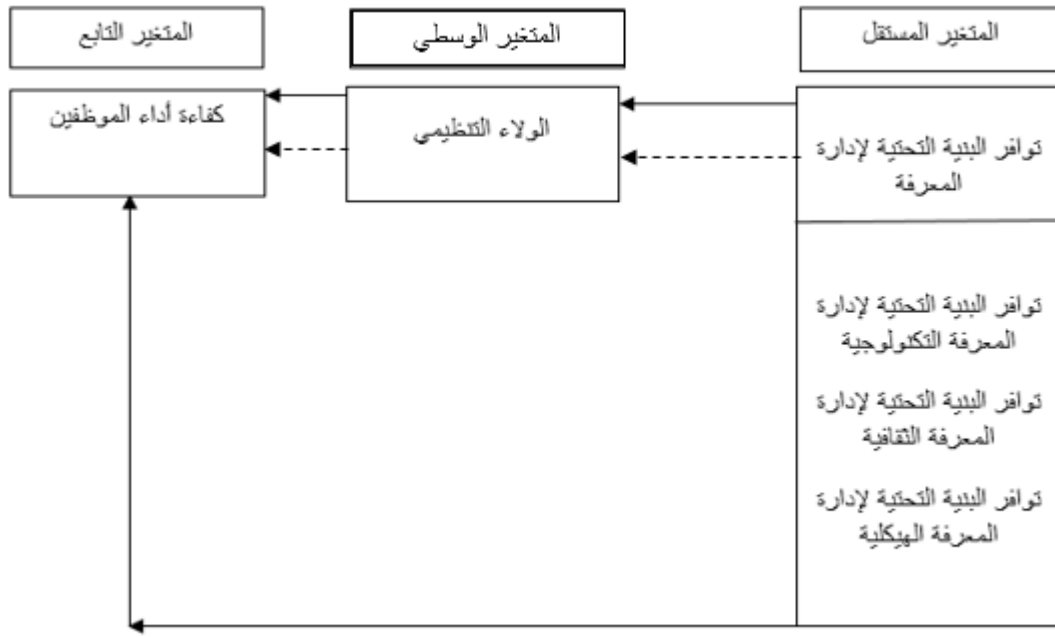 المتغير المستقل
المتغير الوسطي
المتغير التابع
توافر البنية التحتية لإدارة
المعرفة
الولاء التنظيمي
كفاءة أداء الموظفين
توافر البنية التحتية لإدارة
المعرفة التكنولوجية
توافر البنية التحتية لإدارة
المعرفة الثقافية
توافر البنية التحتية لإدارة
المعرفة الهيكلية